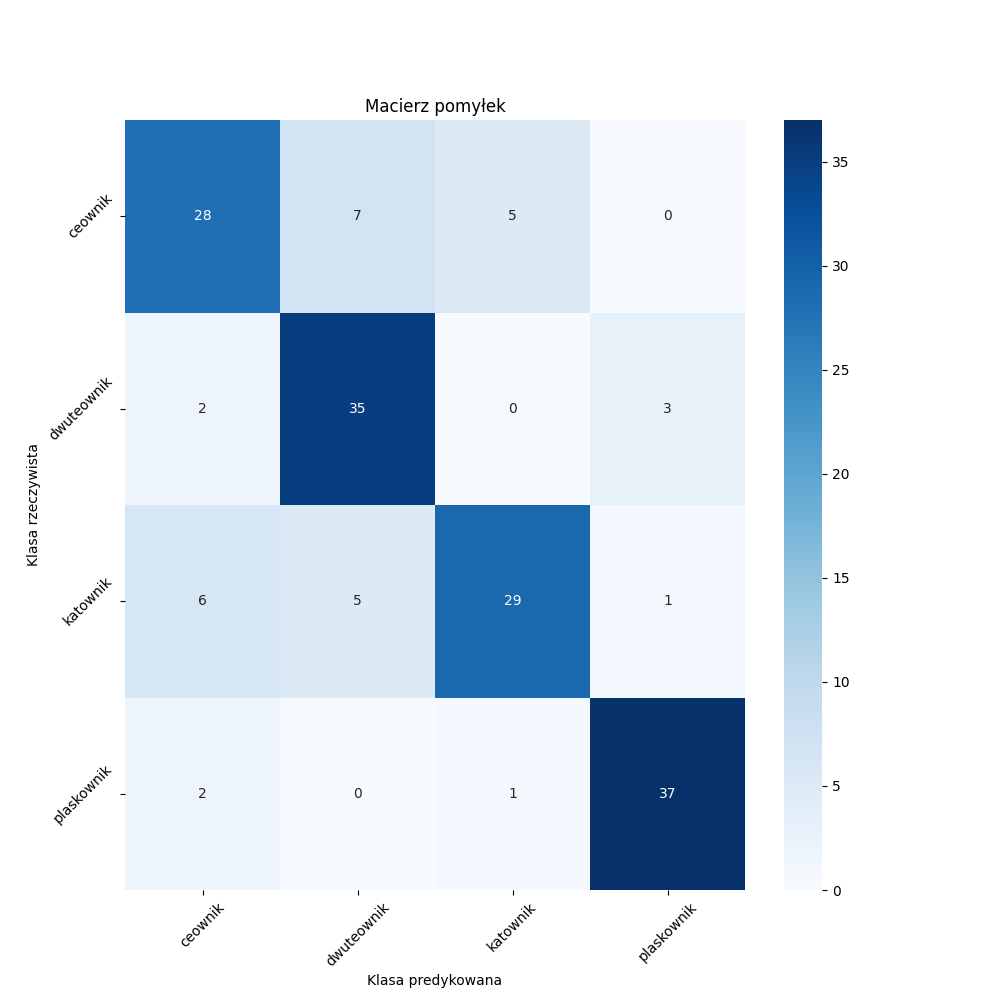 Macierz pomyłek
ceownik 28 7 5 0
dwuteownik 2 35 0 3
katownik 6 5 29 1
plaskownik 2 0 1 37
ceownik dwuteownik katownik plaskownik
Klasa predykowana
Klasa rzeczywista
35
30
25
20
15
10
5
0